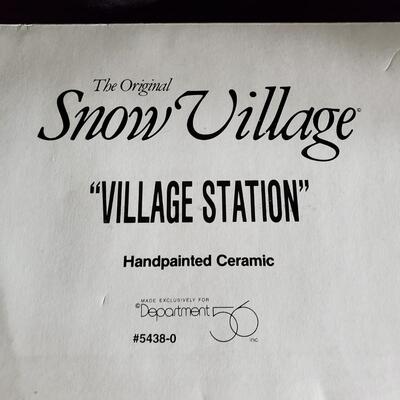 The Original
Snow Village©
"VILLAGE STATION"
Handpainted Ceramic
MADE EXCLUSIVELY FOR
©Department 56 inc.
#5438-0